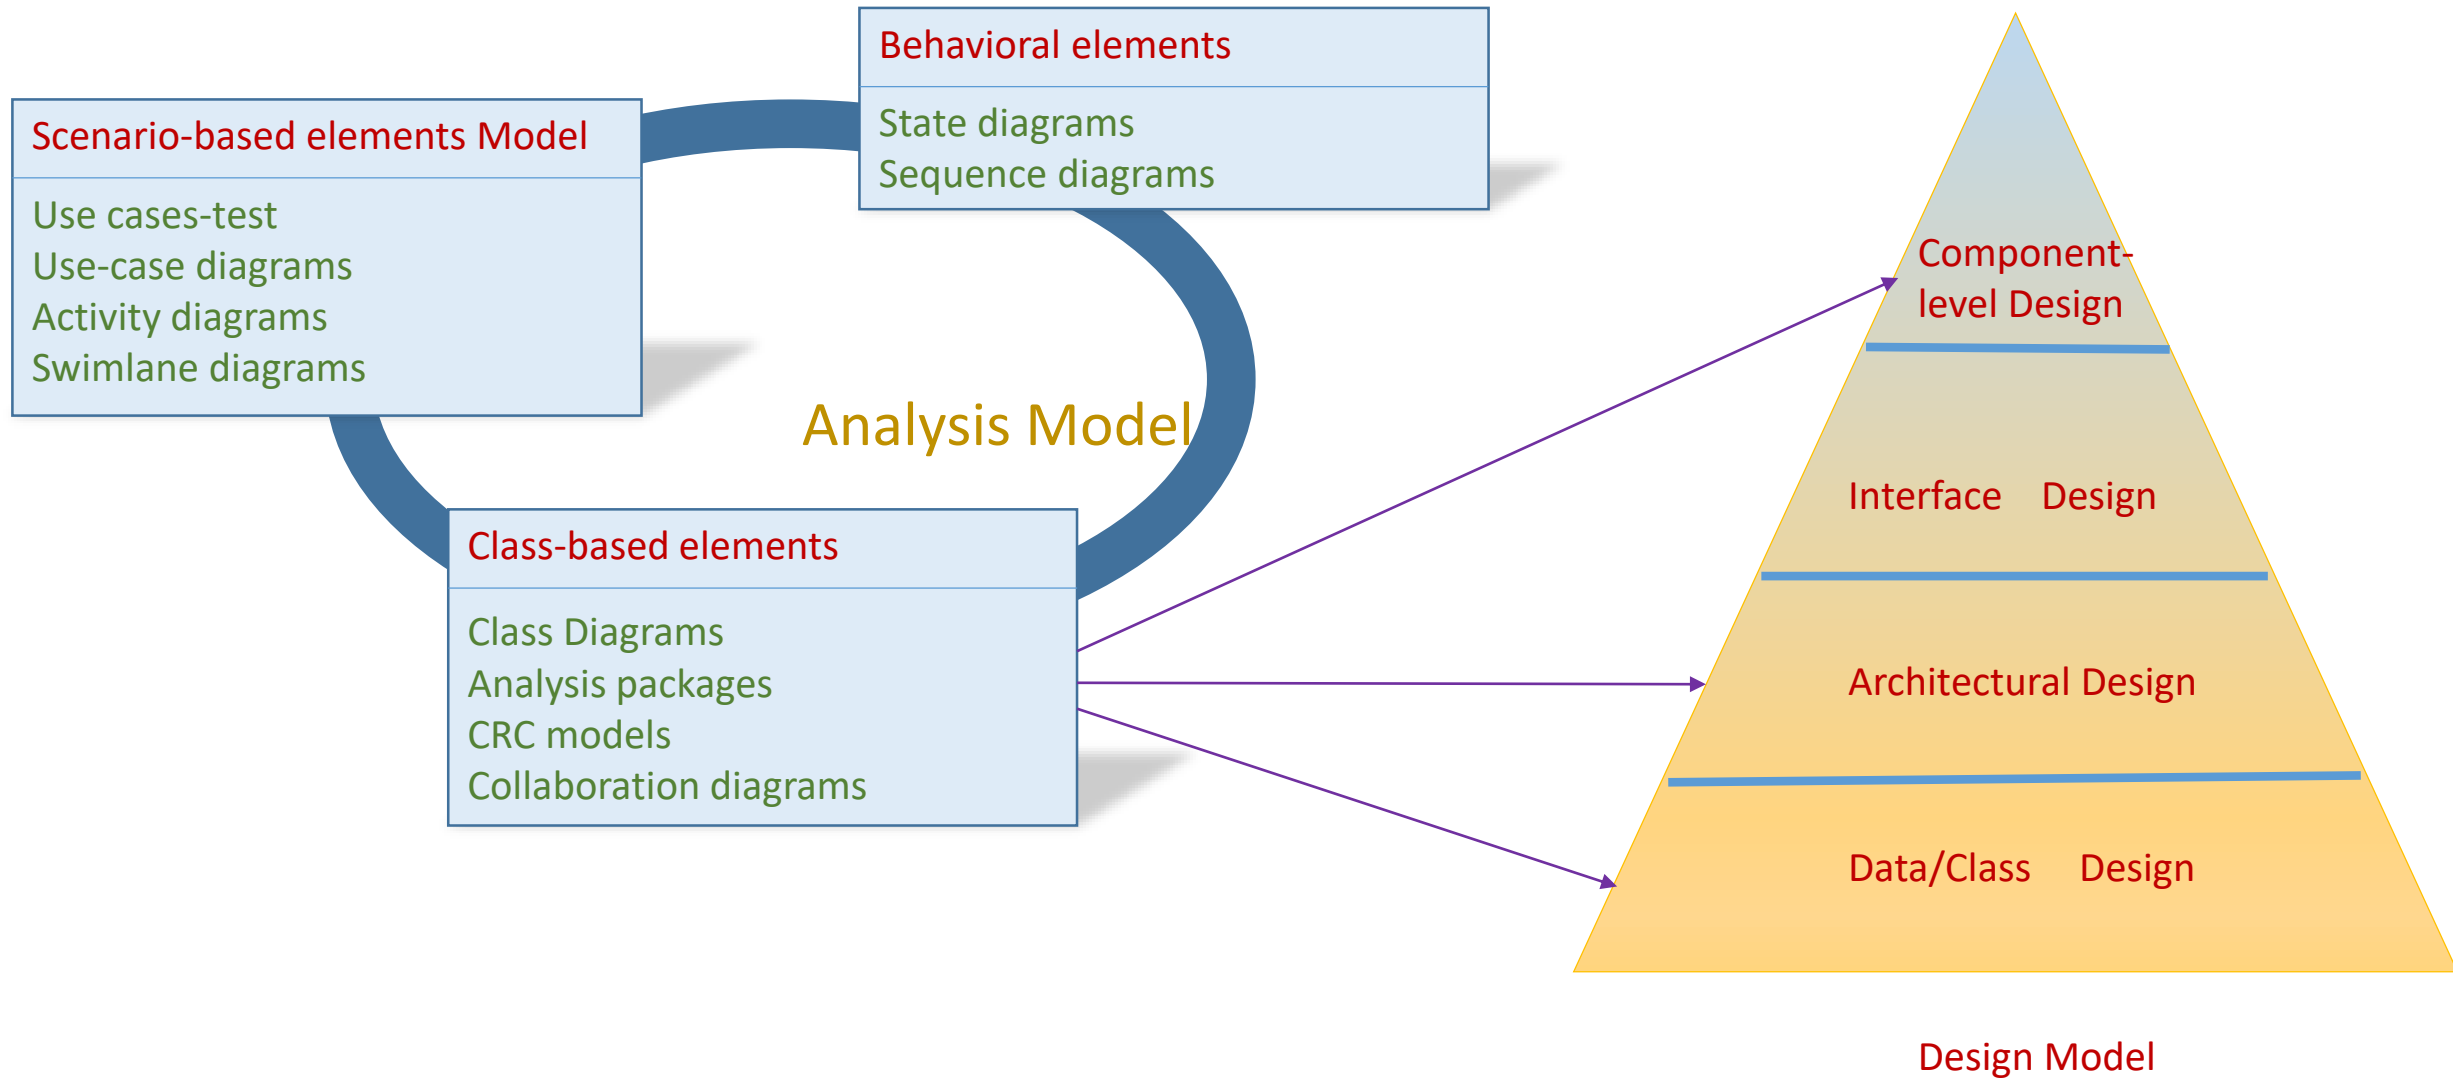 Behavioral elements
State diagrams
Sequence diagrams
Scenario-based elements Model
Use cases-test
Use-case diagrams
Activity diagrams
Swimlane diagrams
Analysis Model
Class-based elements
Class Diagrams
Analysis packages
CRC models
Collaboration diagrams
Component-
level Design
Interface Design
Architectural Design
Data/Class Design
Design Model